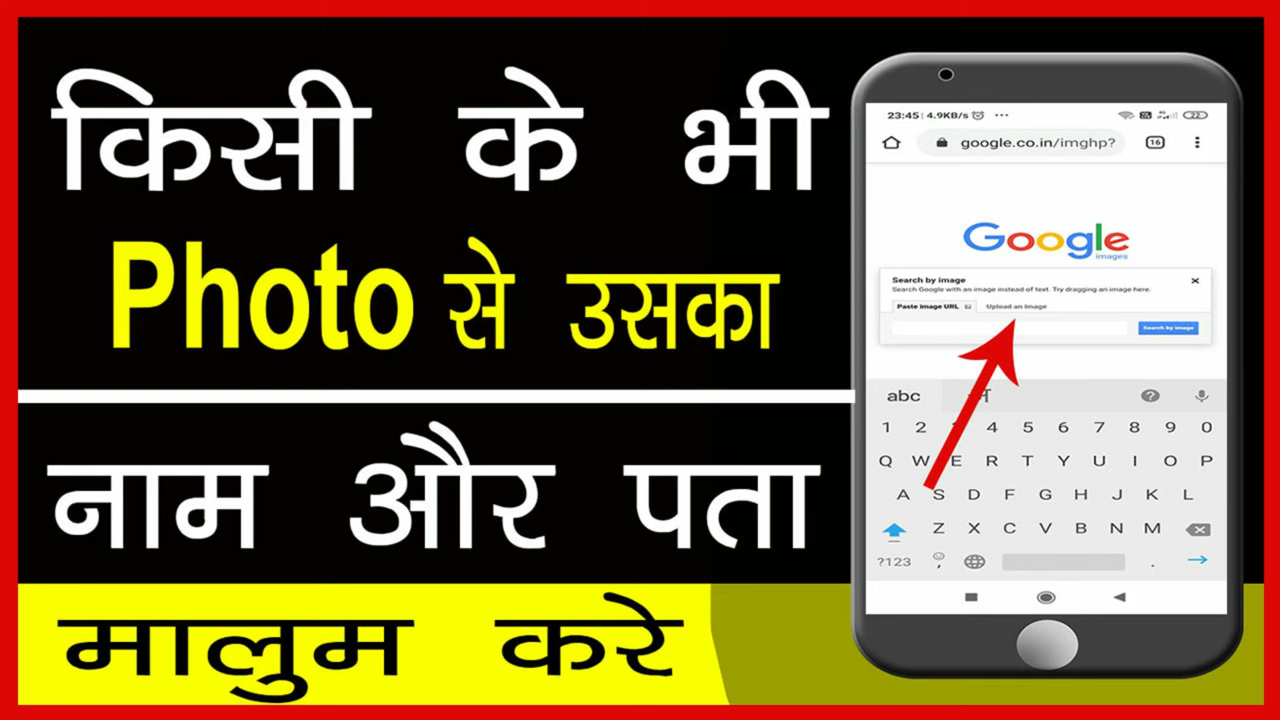 किसी के भी
Photo से उसका
नाम और पता
मालुम करे
23:45 | 4.9KB/s ...
22
google.co.in/imghp?
16
Google
images
Search by image
Search Google with an image instead of text. Try dragging an image here.
Paste image URL Upload an image
Search by image
abc
1 2 3 4 5 6 7 8 9 0
Q W E R T Y U I O P
A S D F G H J K L
Z X C V B N M
?123 , .